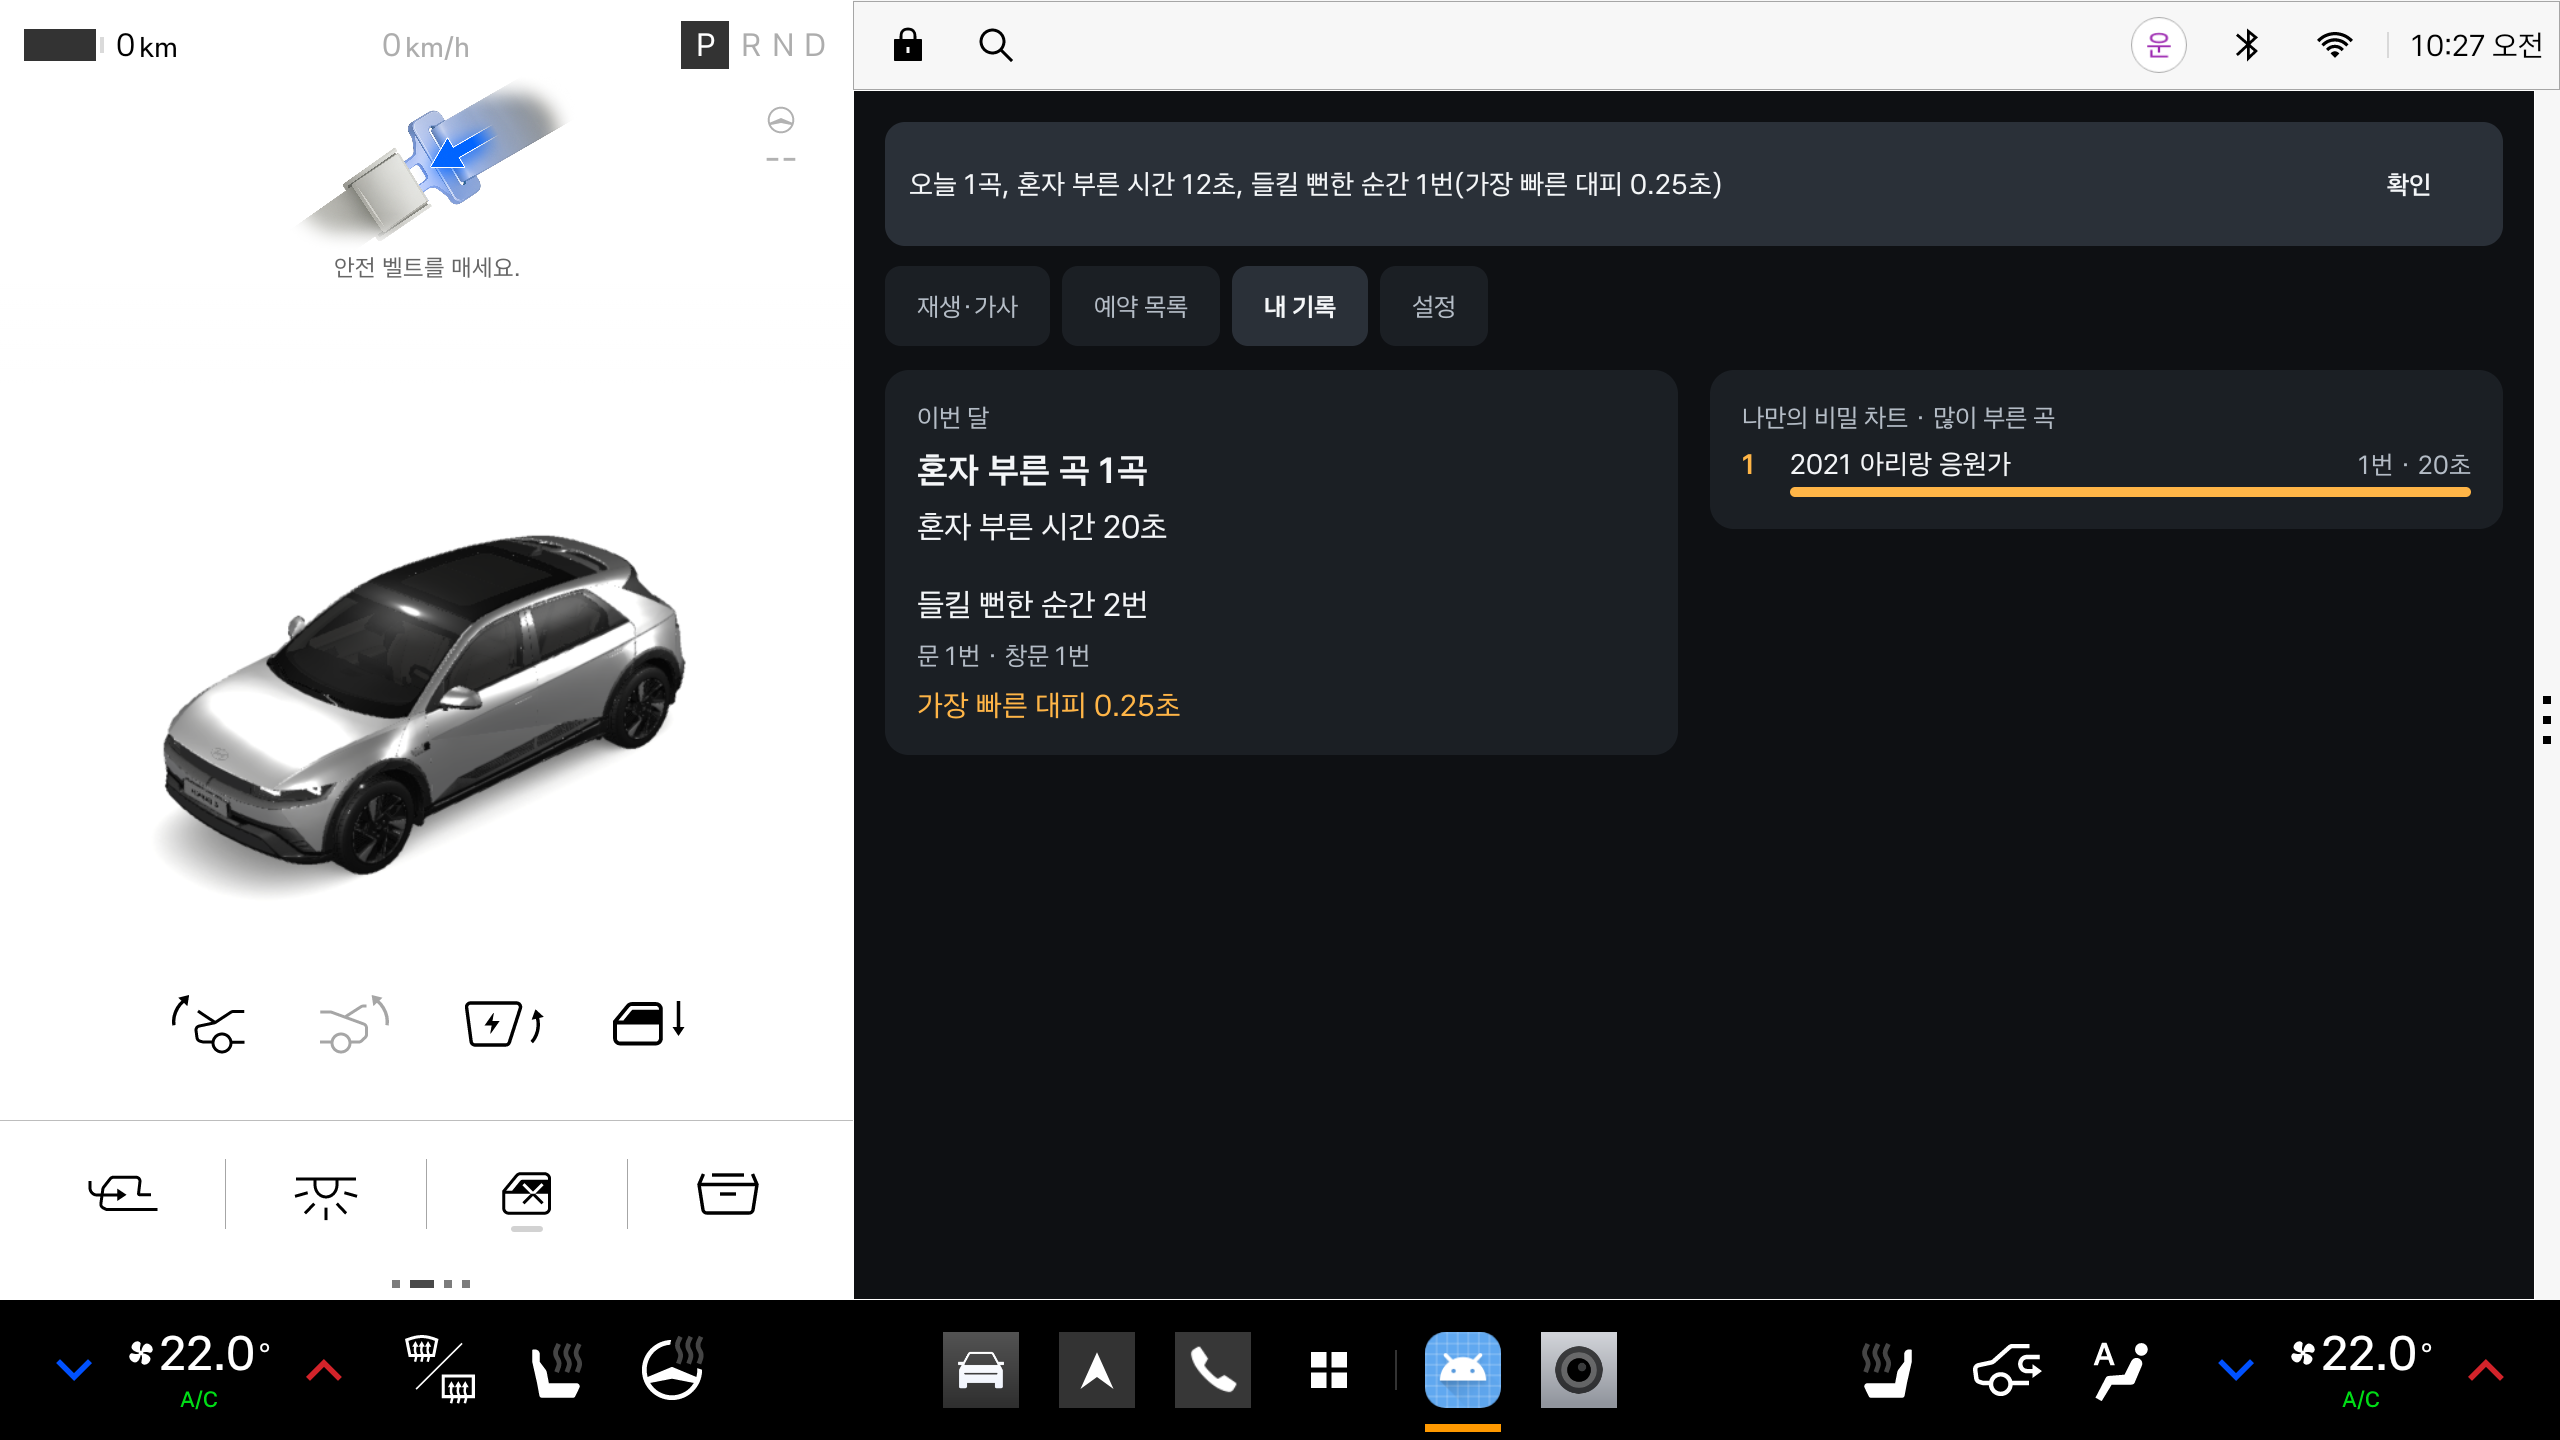 0 km
0 km/h
P R N D
10:27 오전
운
안전 벨트를 매세요.
오늘 1곡, 혼자 부른 시간 12초, 들킬 뻔한 순간 1번(가장 빠른 대피 0.25초)
확인
재생·가사
예약 목록
내 기록
설정
이번 달
혼자 부른 곡 1곡
혼자 부른 시간 20초
들킬 뻔한 순간 2번
문 1번 · 창문 1번
가장 빠른 대피 0.25초
나만의 비밀 차트 · 많이 부른 곡
1 2021 아리랑 응원가 1번 · 20초
22.0°
A/C
A
22.0°
A/C